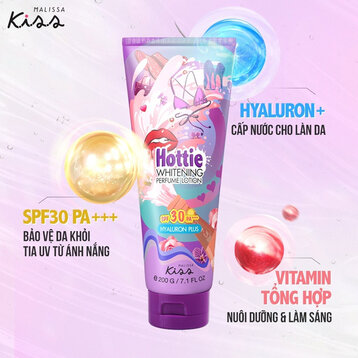 MALISSA
Kiss
HYALURON+
CẤP NƯỚC CHO LÀN DA
Hottie
WHITENING
PERFUME LOTION
SPF 30 PA+++
HYALURON PLUS
SPF30 PA+++
BẢO VỆ DA KHỎI
TIA UV TỪ ÁNH NẮNG
VITAMIN
TỔNG HỢP
NUÔI DƯỠNG & LÀM SÁNG
MALISSA
Kiss
℮ 200 G / 7.1 FL.OZ